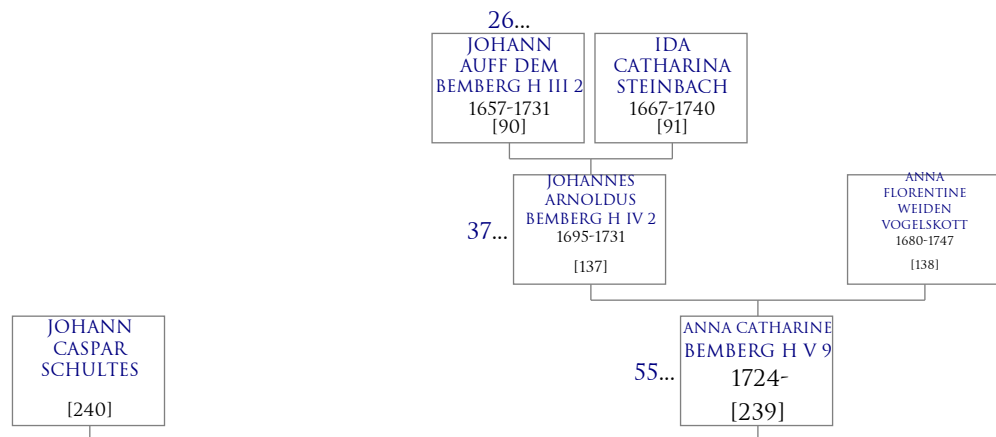 26...
JOHANN
AUFF DEM
BEMBERG H III 2
1657-1731
[90]
IDA
CATHARINA
STEINBACH
1667-1740
[91]
37...
JOHANNES
ARNOLDUS
BEMBERG H IV 2
1695-1731
[137]
ANNA
FLORENTINE
WEIDEN
VOGELSKOTT
1680-1747
[138]
JOHANN
CASPAR
SCHULTES
[240]
55...
ANNA CATHARINE
BEMBERG H V 9
1724-
[239]